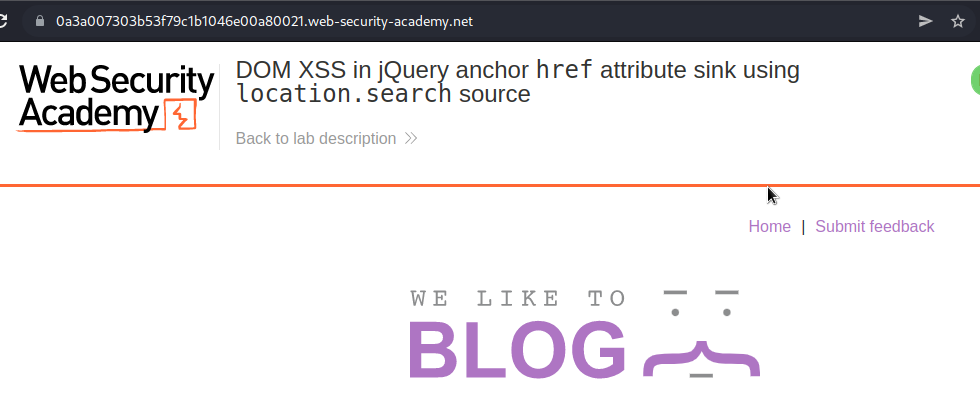 0a3a007303b53f79c1b1046e00a80021.web-security-academy.net
Web Security
Academy
DOM XSS in jQuery anchor href attribute sink using
location.search source
Back to lab description
Home | Submit feedback
WE LIKE TO
BLOG